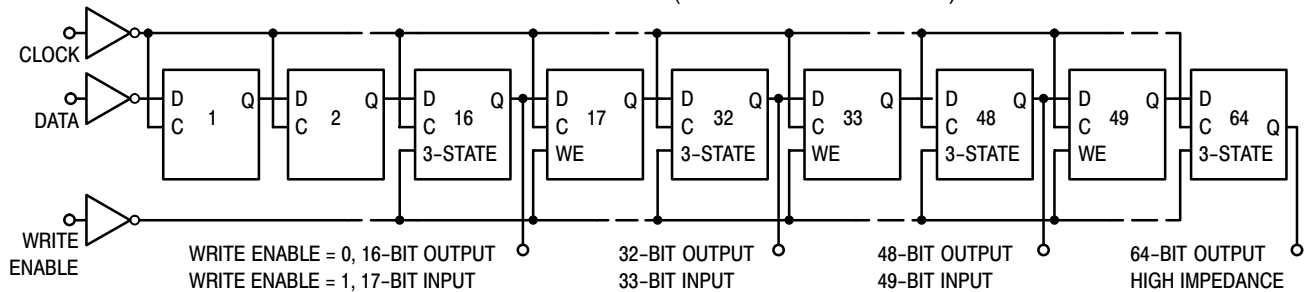 CLOCK
D Q
C
1
D Q
C
2
D Q
C
16
3–STATE
D Q
C
17
WE
D Q
C
32
3–STATE
D Q
C
33
WE
D Q
C
48
3–STATE
D Q
C
49
WE
D
C
64
Q
3–STATE
DATA
WRITE
ENABLE
WRITE ENABLE = 0, 16–BIT OUTPUT
WRITE ENABLE = 1, 17–BIT INPUT
32–BIT OUTPUT
33–BIT INPUT
48–BIT OUTPUT
49–BIT INPUT
64–BIT OUTPUT
HIGH IMPEDANCE